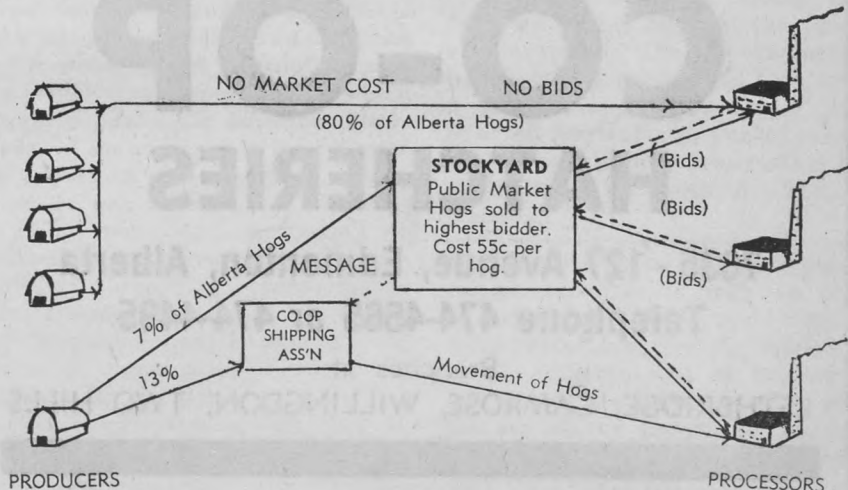 NO MARKET COST NO BIDS
(80% of Alberta Hogs)
(Bids)
STOCKYARD
Public Market
Hogs sold to
highest bidder.
Cost 55c per
hog.
(Bids)
(Bids)
7% of Alberta Hogs
MESSAGE
CO-OP
SHIPPING
ASS'N
13%
Movement of Hogs
PRODUCERS PROCESSORS